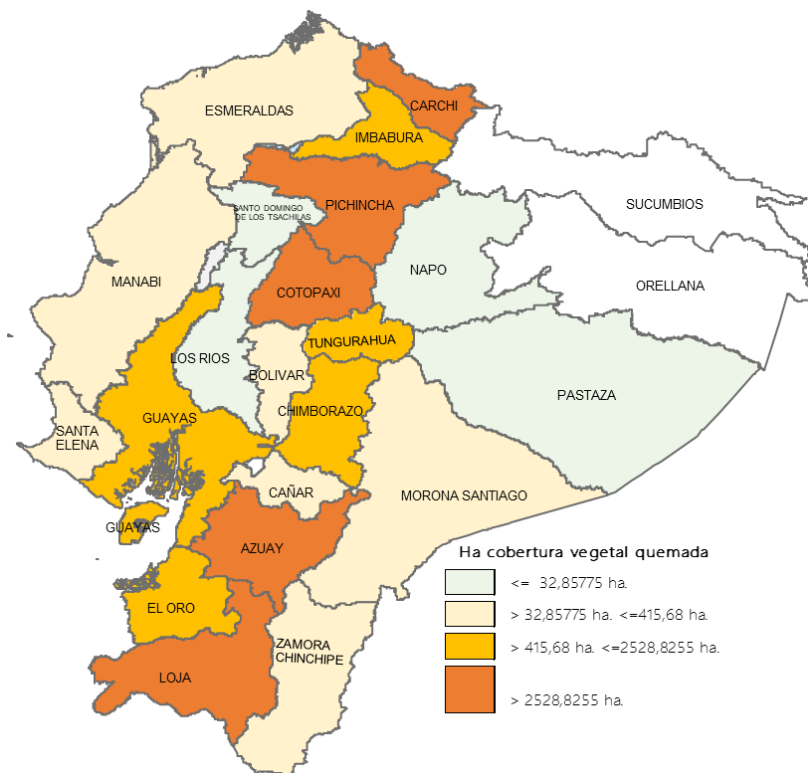 ESMERALDAS
CARCHI
IMBABURA
SANTO DOMINGO
DE LOS TSACHILAS
PICHINCHA
SUCUMBIOS
NAPO
MANABI
COTOPAXI
ORELLANA
TUNGURAHUA
LOS RIOS
BOLIVAR
PASTAZA
GUAYAS
CHIMBORAZO
SANTA
ELENA
CAÑAR
MORONA SANTIAGO
GUAYAS
AZUAY
EL ORO
ZAMORA
CHINCHIPE
LOJA
Ha cobertura vegetal quemada
<= 32,85775 ha.
> 32,85775 ha. <=415,68 ha.
> 415,68 ha. <=2528,8255 ha.
> 2528,8255 ha.